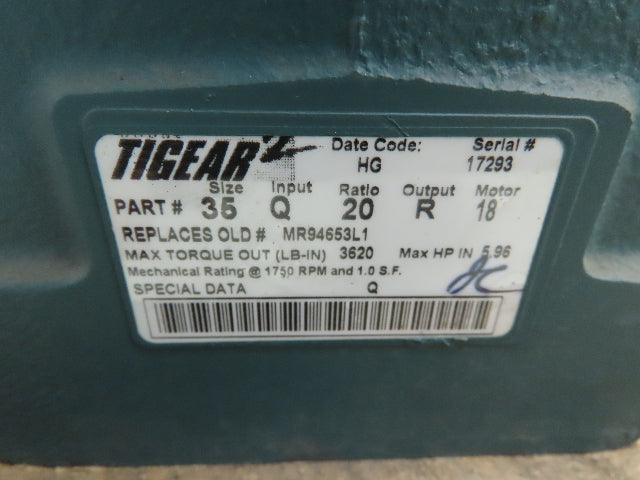 TIGEAR 2 Date Code: Serial #
HG 17293
Size Input Ratio Output Motor
PART # 35 Q 20 R 18
REPLACES OLD # MR94653L1
MAX TORQUE OUT (LB-IN) 3620 Max HP IN 5.96
Mechanical Rating @ 1750 RPM and 1.0 S.F.
SPECIAL DATA Q